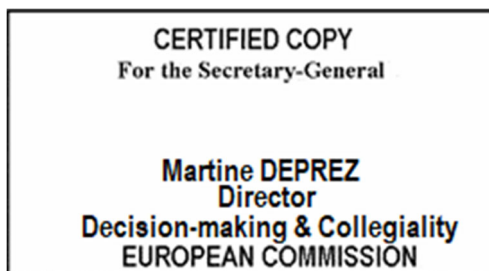 CERTIFIED COPY
For the Secretary-General
Martine DEPREZ
Director
Decision-making & Collegiality
EUROPEAN COMMISSION